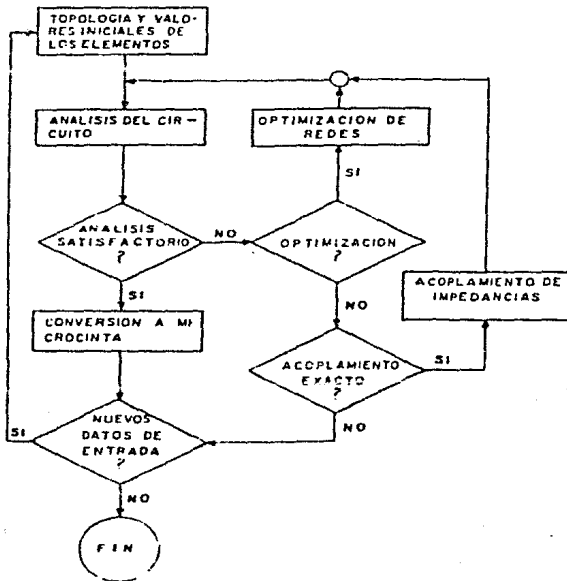 TOPOLOGIA Y VALO-
RES INICIALES DE
LOS ELEMENTOS
ANALISIS DEL CIR-
CUITO
OPTIMIZACION DE
REDES
SI
ANALISIS
SATISFACTORIO
?
NO
OPTIMIZACION
?
SI
NO
ACOPLAMIENTO DE
IMPEDANCIAS
CONVERSION A MI
CROCINTA
ACOPLAMIENTO
EXACTO
?
SI
NO
NUEVOS
DATOS DE
ENTRADA
?
SI
NO
FIN